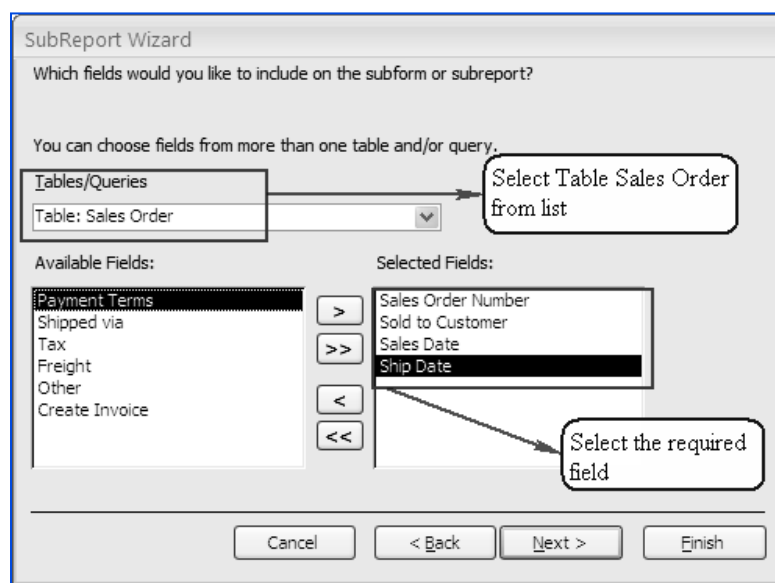 SubReport Wizard
Which fields would you like to include on the subform or subreport?
You can choose fields from more than one table and/or query.
Tables/Queries
Table: Sales Order
Select Table Sales Order
from list
Available Fields:
Payment Terms
Shipped via
Tax
Freight
Other
Create Invoice
>
>>
<
<<
Selected Fields:
Sales Order Number
Sold to Customer
Sales Date
Ship Date
Select the required
field
Cancel
< Back
Next >
Finish